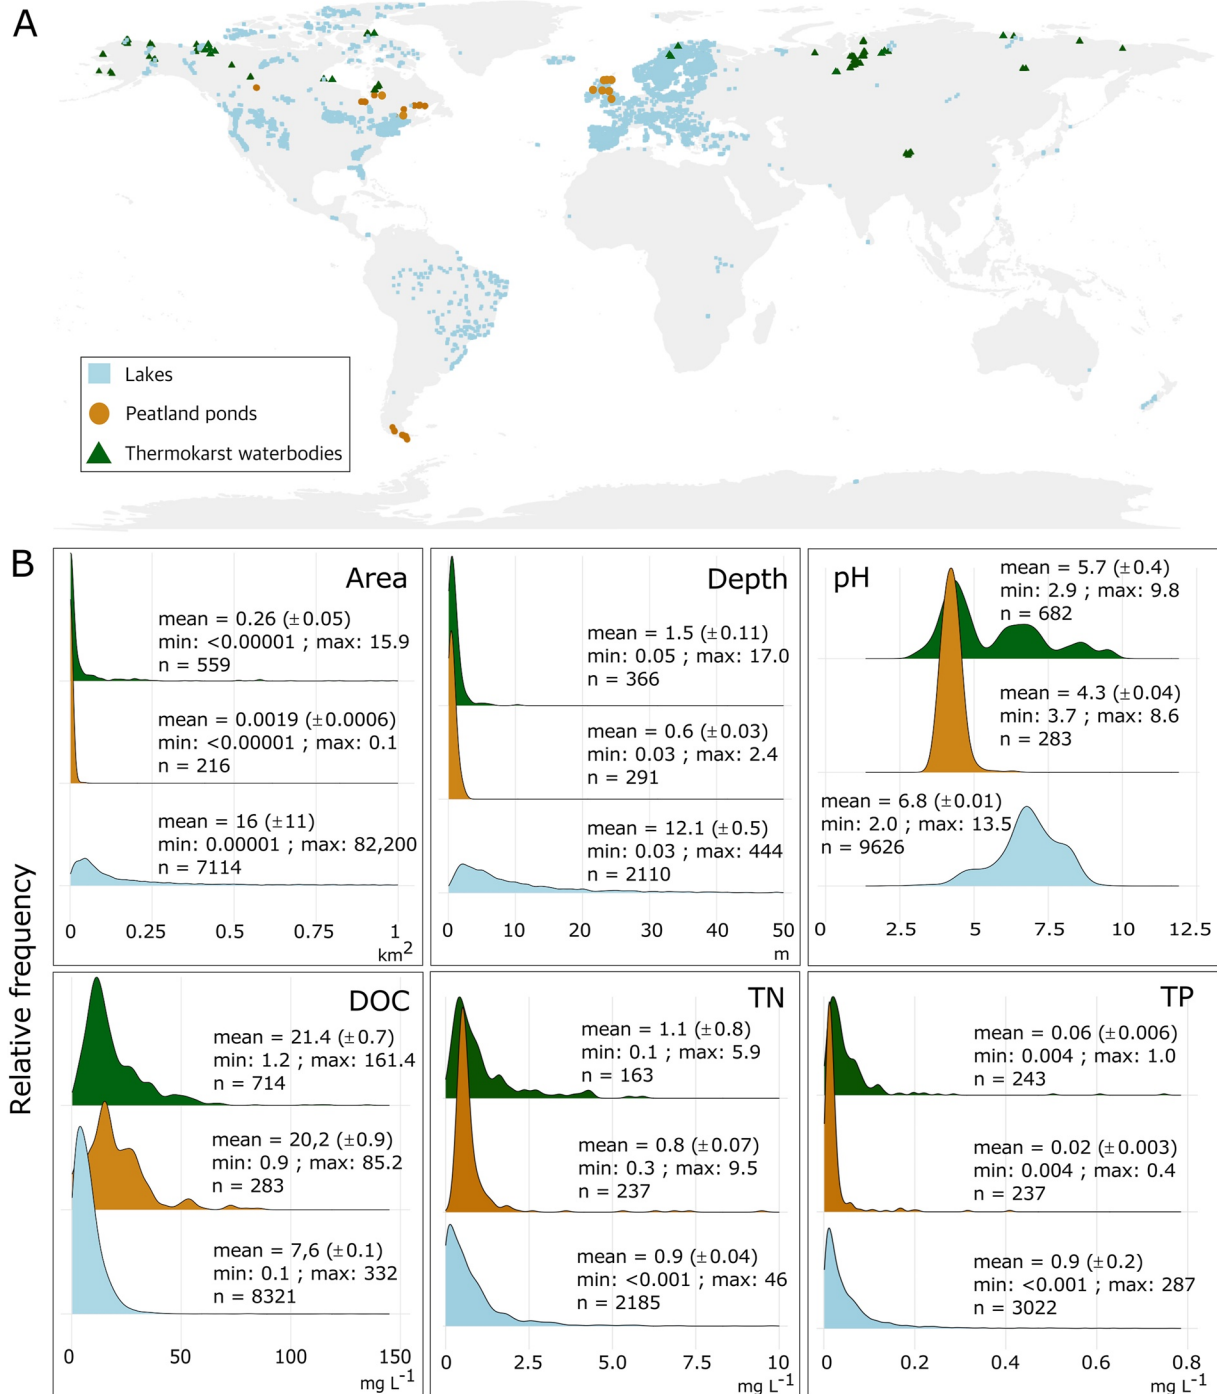 A
Lakes
Peatland ponds
Thermokarst waterbodies
B
Relative frequency
Area
mean = 0.26 (±0.05)
min: <0.00001 ; max: 15.9
n = 559
mean = 0.0019 (±0.0006)
min: <0.00001 ; max: 0.1
n = 216
mean = 16 (±11)
min: 0.00001 ; max: 82,200
n = 7114
0 0.25 0.5 0.75 1
km²
Depth
mean = 1.5 (±0.11)
min: 0.05 ; max: 17.0
n = 366
mean = 0.6 (±0.03)
min: 0.03 ; max: 2.4
n = 291
mean = 12.1 (±0.5)
min: 0.03 ; max: 444
n = 2110
0 10 20 30 40 50
m
pH
mean = 5.7 (±0.4)
min: 2.9 ; max: 9.8
n = 682
mean = 4.3 (±0.04)
min: 3.7 ; max: 8.6
n = 283
mean = 6.8 (±0.01)
min: 2.0 ; max: 13.5
n = 9626
0 2.5 5 7.5 10 12.5
DOC
mean = 21.4 (±0.7)
min: 1.2 ; max: 161.4
n = 714
mean = 20,2 (±0.9)
min: 0.9 ; max: 85.2
n = 283
mean = 7,6 (±0.1)
min: 0.1 ; max: 332
n = 8321
0 50 100 150
mg L⁻¹
TN
mean = 1.1 (±0.8)
min: 0.1 ; max: 5.9
n = 163
mean = 0.8 (±0.07)
min: 0.3 ; max: 9.5
n = 237
mean = 0.9 (±0.04)
min: <0.001 ; max: 46
n = 2185
0 2.5 5.0 7.5 10
mg L⁻¹
TP
mean = 0.06 (±0.006)
min: 0.004 ; max: 1.0
n = 243
mean = 0.02 (±0.003)
min: 0.004 ; max: 0.4
n = 237
mean = 0.9 (±0.2)
min: <0.001 ; max: 287
n = 3022
0 0.2 0.4 0.6 0.8
mg L⁻¹